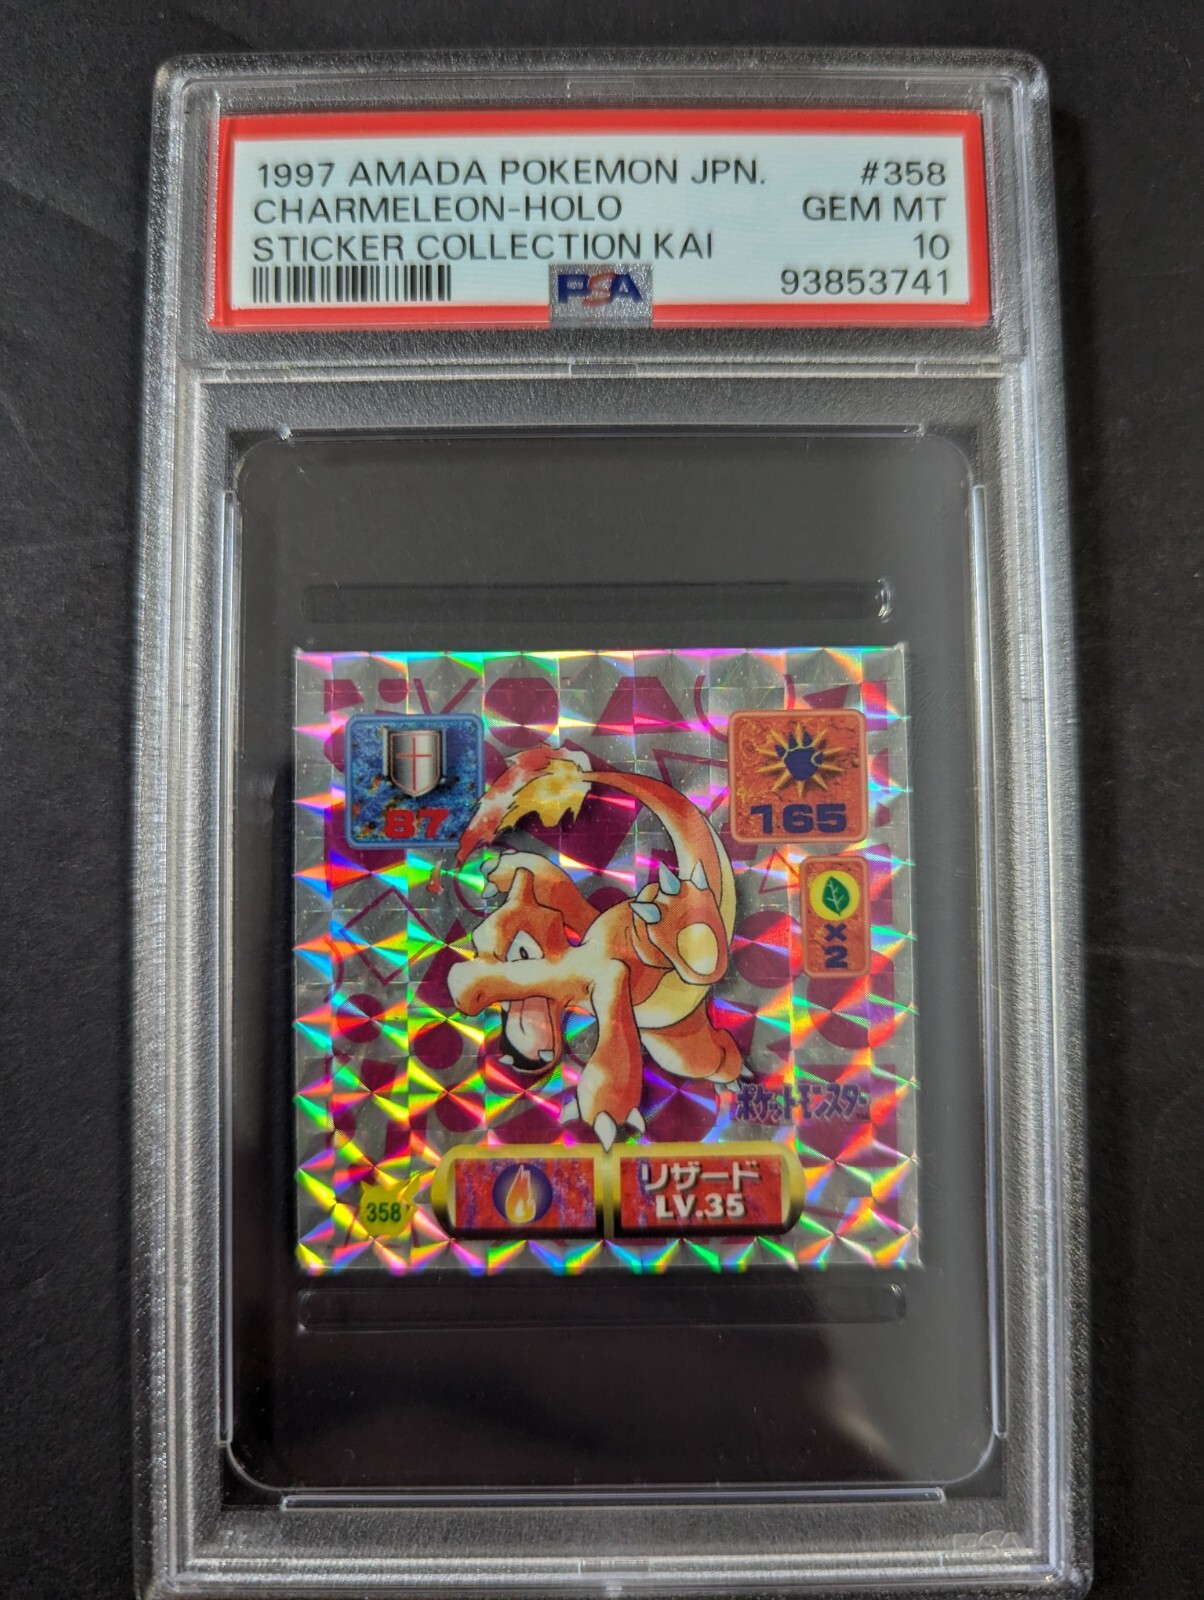 1997 AMADA POKEMON JPN. #358
CHARMELEON-HOLO GEM MT
STICKER COLLECTION KAI 10
PSA 93853741
87
165
x
2
ポケットモンスター
リザード
LV.35
358
PSA